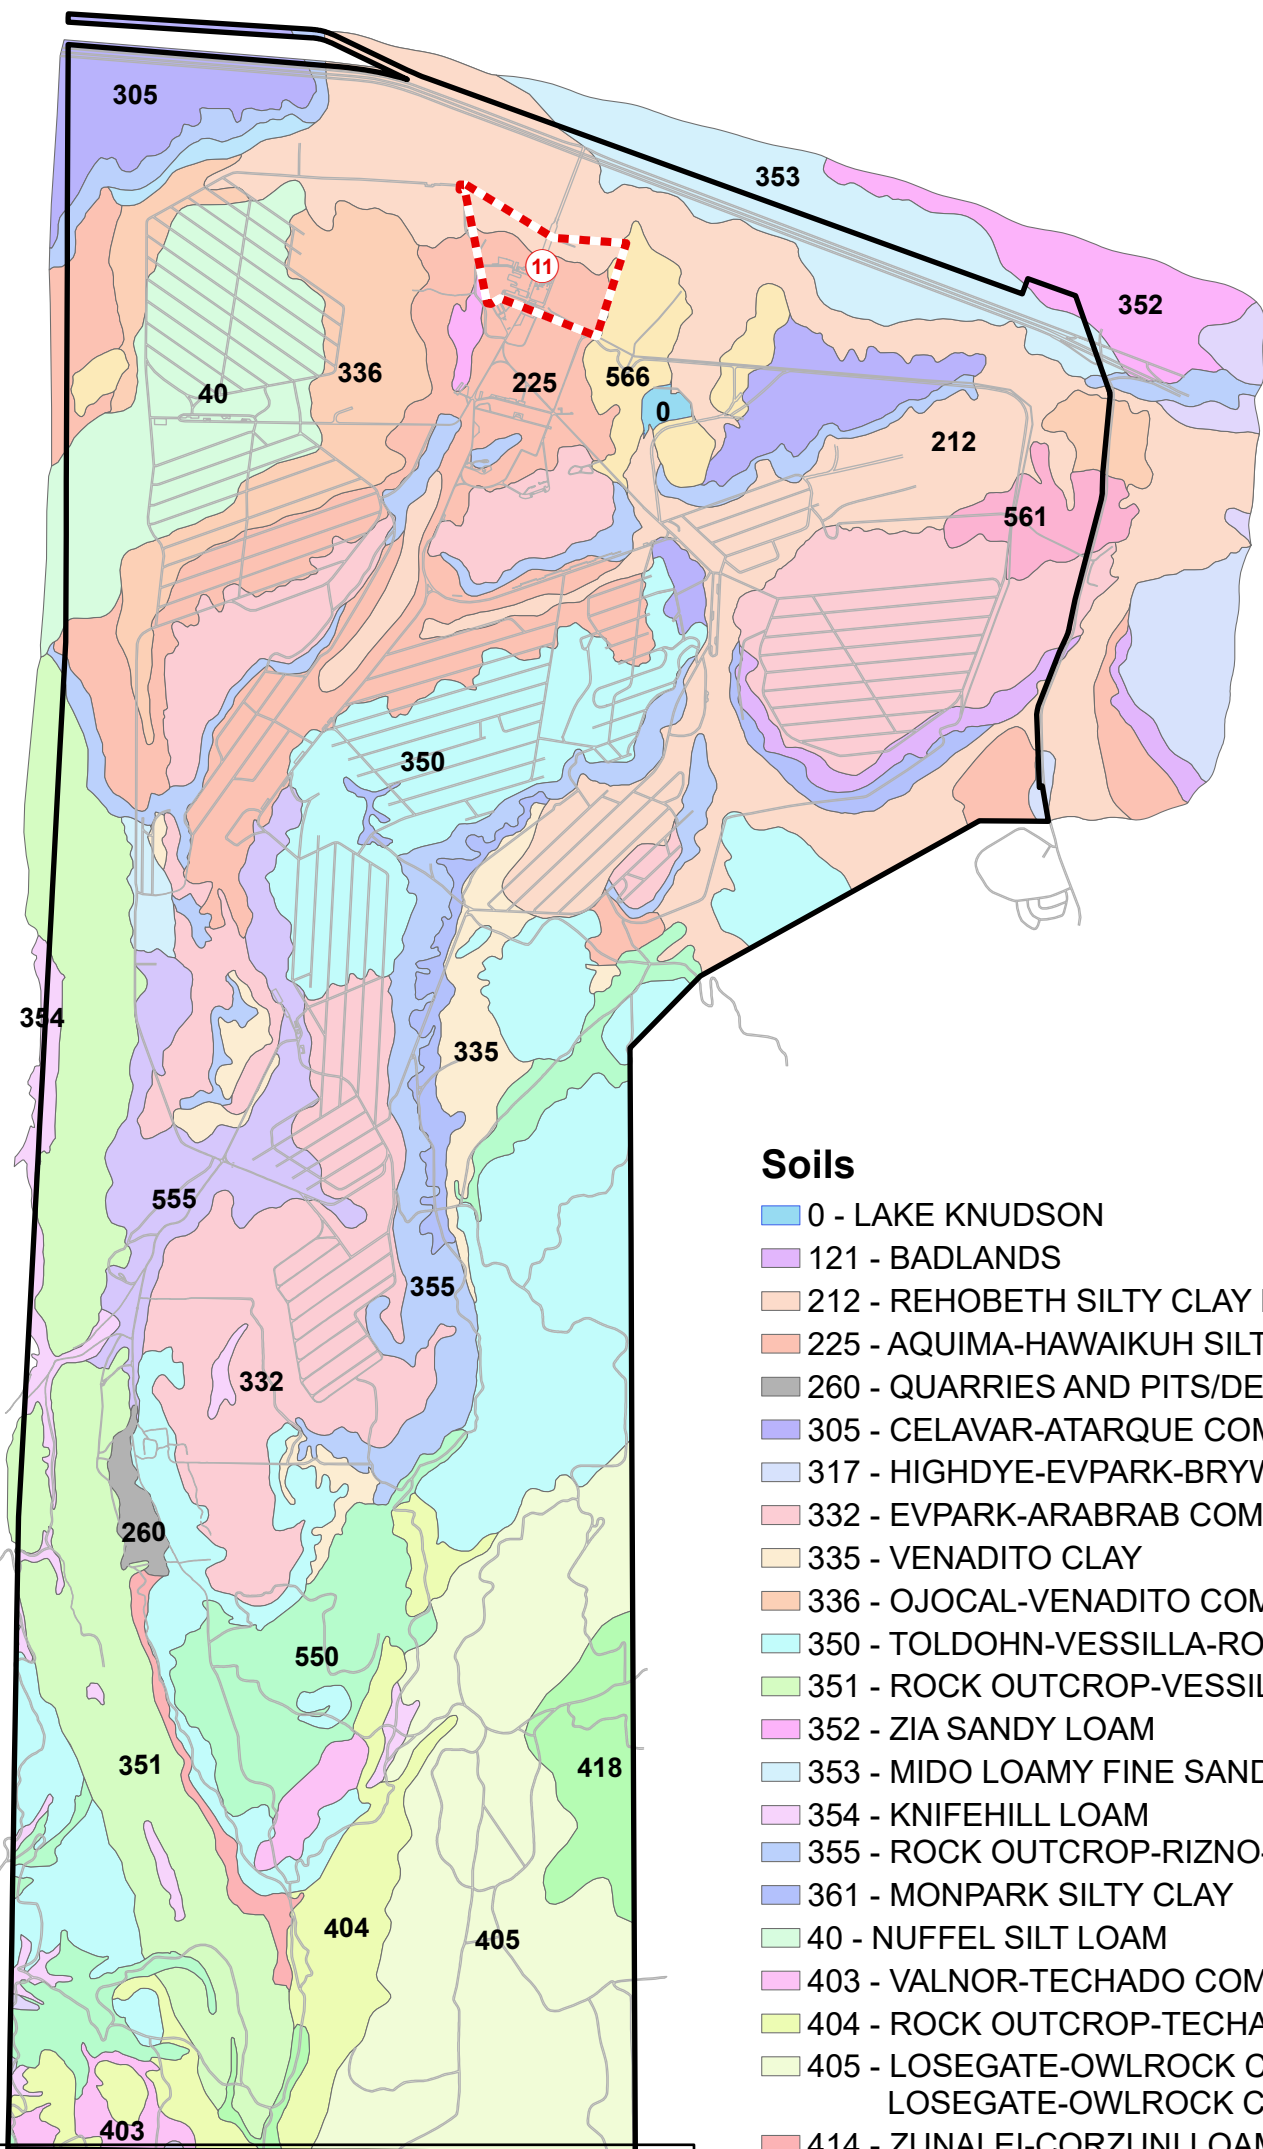 305
353
11
352
336
40
225
566
0
212
561
350
354
335
555
355
332
260
550
351
418
404
405
403
Soils
0 - LAKE KNUDSON
121 - BADLANDS
212 - REHOBETH SILTY CLAY
225 - AQUIMA-HAWAIKUH SILT
260 - QUARRIES AND PITS/DE
305 - CELAVAR-ATARQUE COM
317 - HIGHDYE-EVPARK-BRYW
332 - EVPARK-ARABRAB COM
335 - VENADITO CLAY
336 - OJOCAL-VENADITO COM
350 - TOLDOHN-VESSILLA-RO
351 - ROCK OUTCROP-VESSIL
352 - ZIA SANDY LOAM
353 - MIDO LOAMY FINE SAND
354 - KNIFEHILL LOAM
355 - ROCK OUTCROP-RIZNO-
361 - MONPARK SILTY CLAY
40 - NUFFEL SILT LOAM
403 - VALNOR-TECHADO COM
404 - ROCK OUTCROP-TECHA
405 - LOSEGATE-OWLROCK C
LOSEGATE-OWLROCK C
414 - ZUNALEI-CORZUNI LOAM